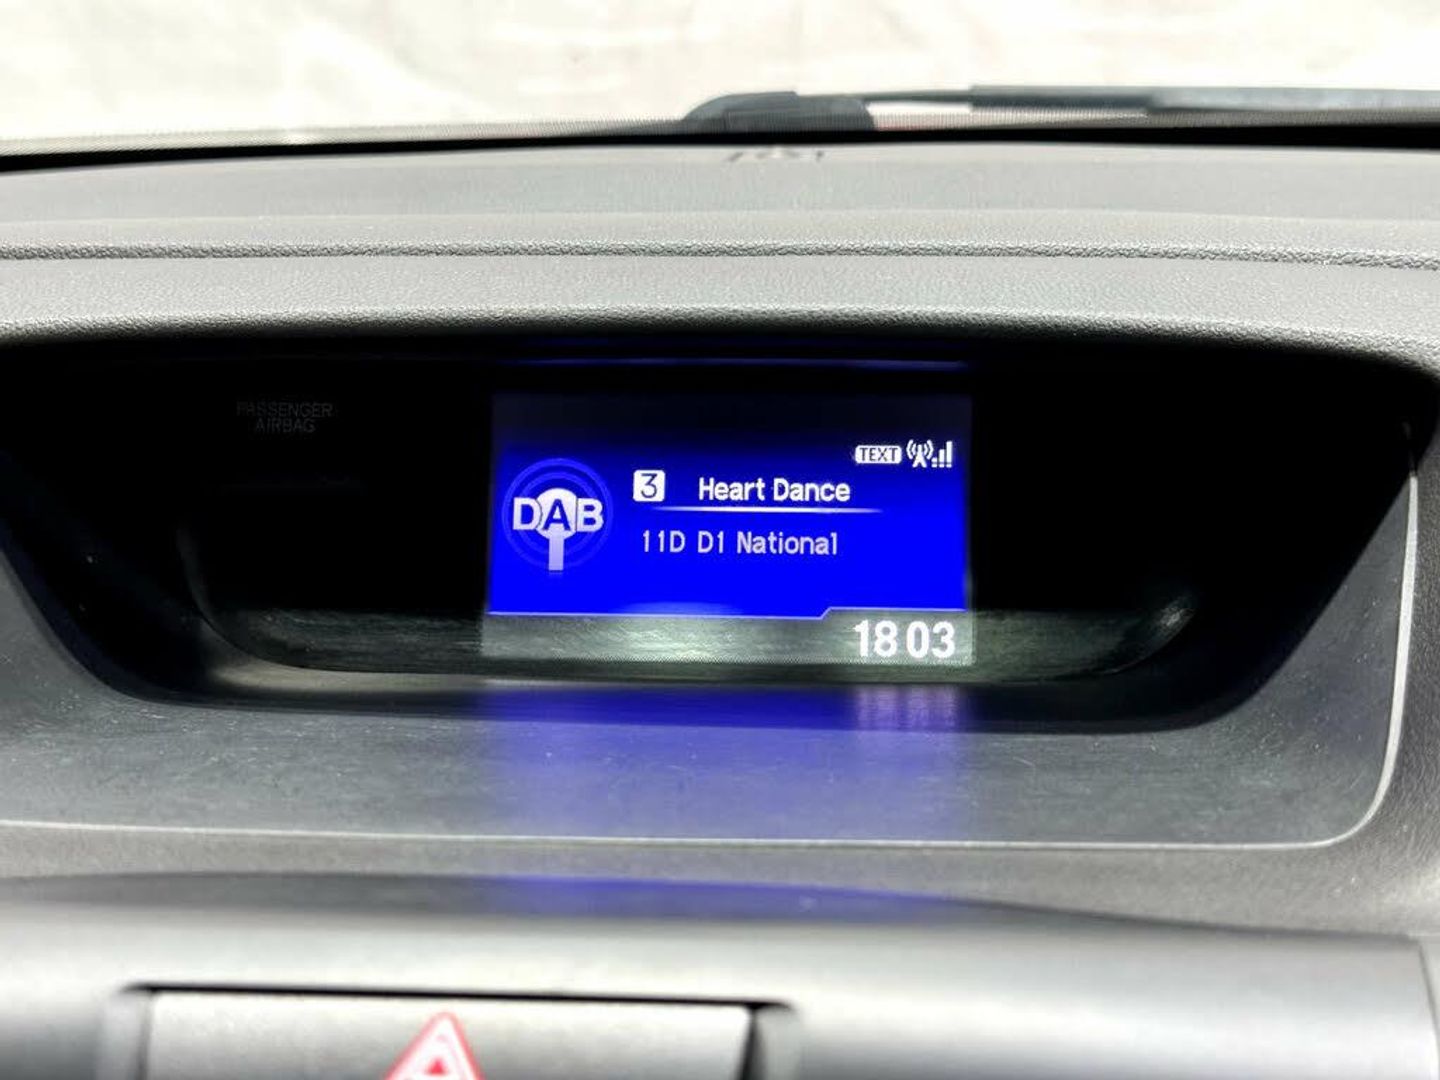 PASSENGER
AIRBAG
TEXT
DAB
3 Heart Dance
11D D1 National
18 03